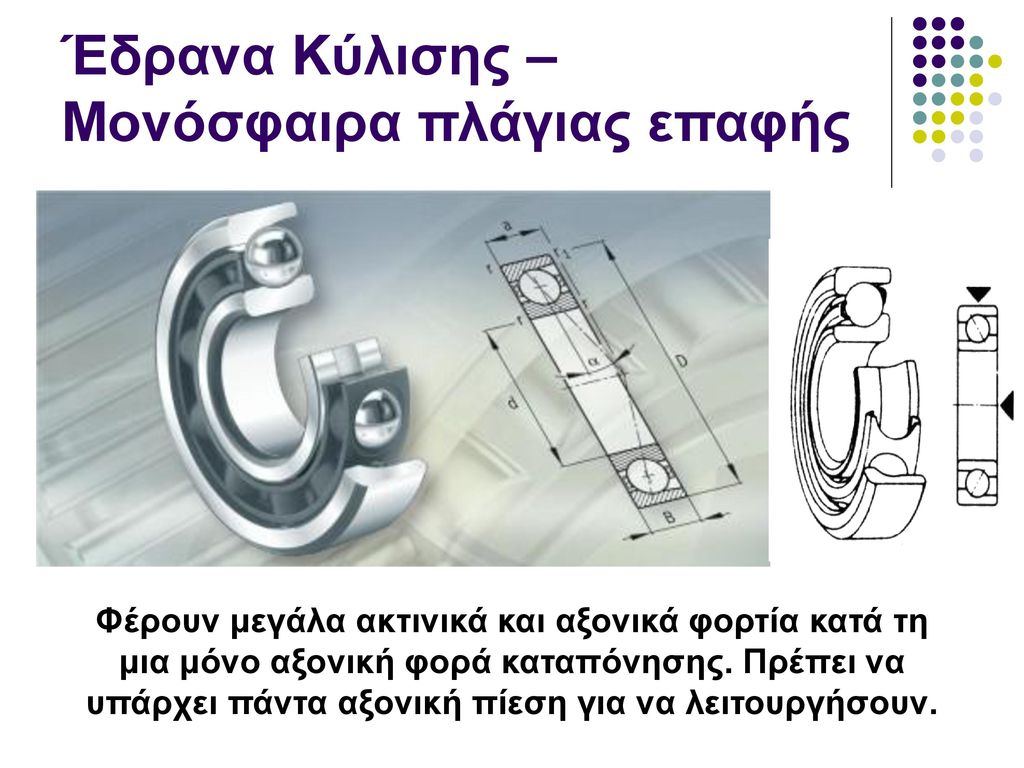 Έδρανα Κύλισης –
Μονόσφαιρα πλάγιας επαφής
a
r
r₁
r
r
α
D
d
B
Φέρουν μεγάλα ακτινικά και αξονικά φορτία κατά τη
μια μόνο αξονική φορά καταπόνησης. Πρέπει να
υπάρχει πάντα αξονική πίεση για να λειτουργήσουν.